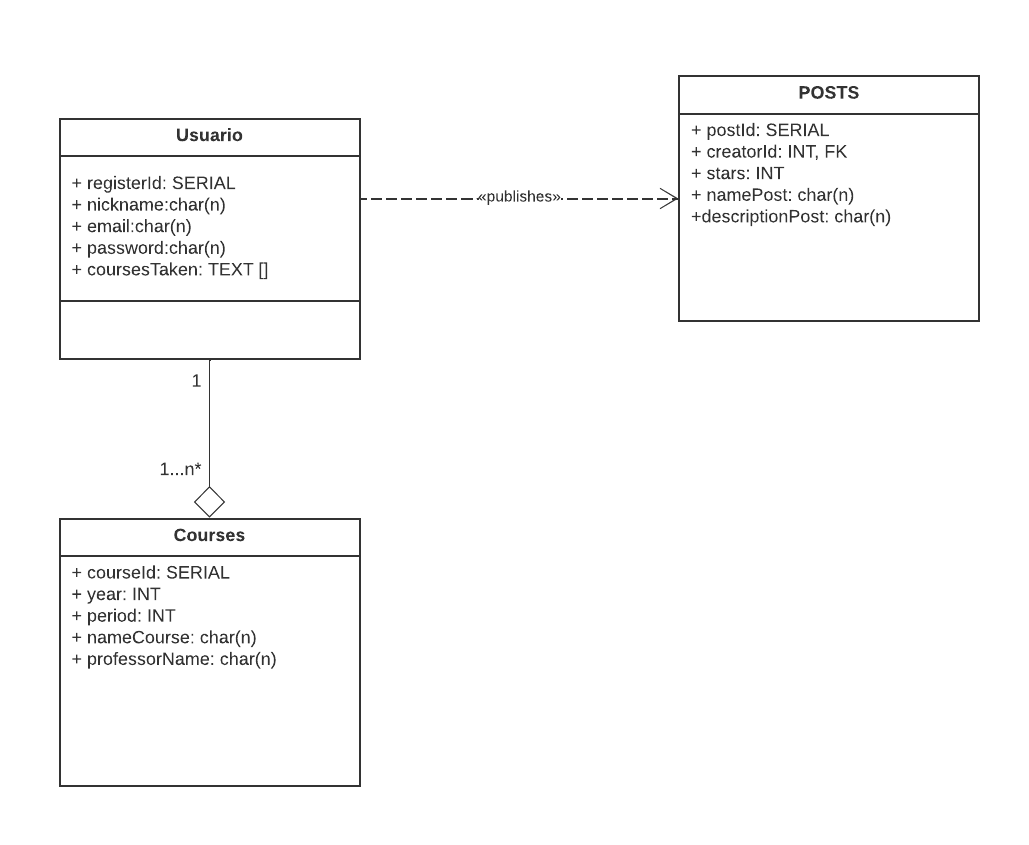 Usuario
+ registerId: SERIAL
+ nickname:char(n)
+ email:char(n)
+ password:char(n)
+ coursesTaken: TEXT []
«publishes»
POSTS
+ postId: SERIAL
+ creatorId: INT, FK
+ stars: INT
+ namePost: char(n)
+descriptionPost: char(n)
1
1...n*
Courses
+ courseId: SERIAL
+ year: INT
+ period: INT
+ nameCourse: char(n)
+ professorName: char(n)